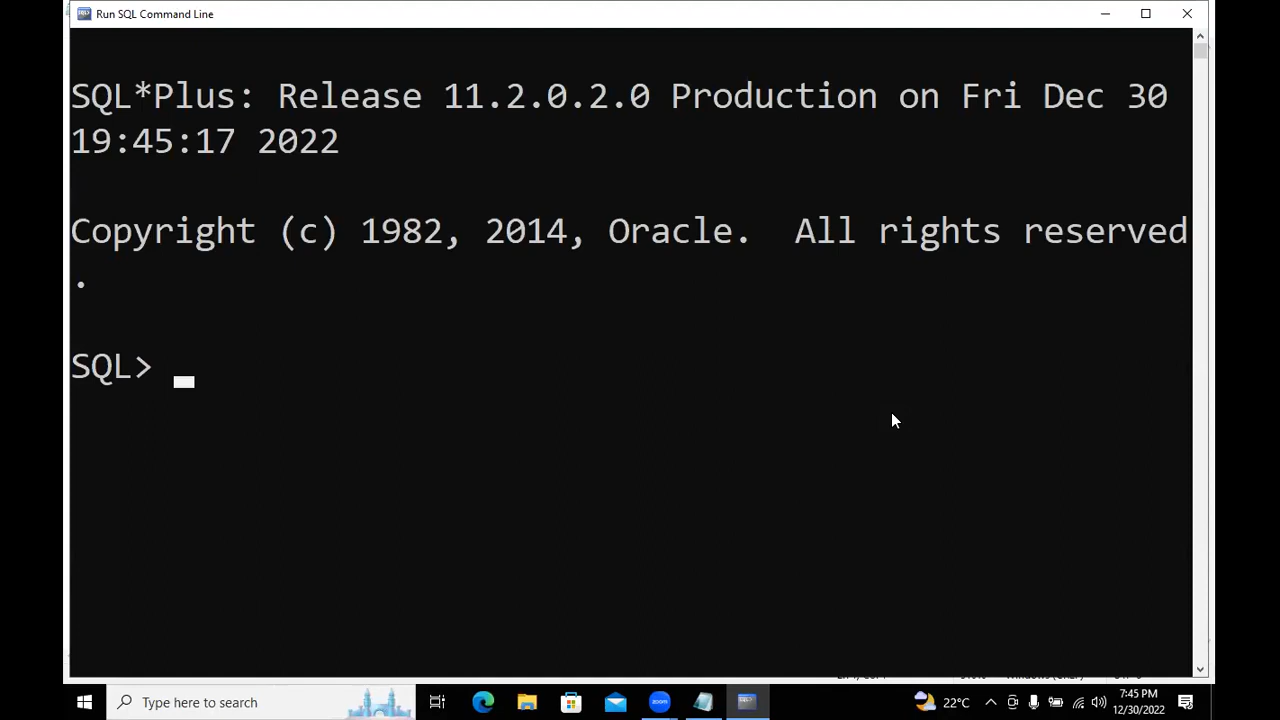 Run SQL Command Line
SQL*Plus: Release 11.2.0.2.0 Production on Fri Dec 30
19:45:17 2022
Copyright (c) 1982, 2014, Oracle.  All rights reserved
.
SQL>
Type here to search
zoom
22°C
7:45 PM
12/30/2022